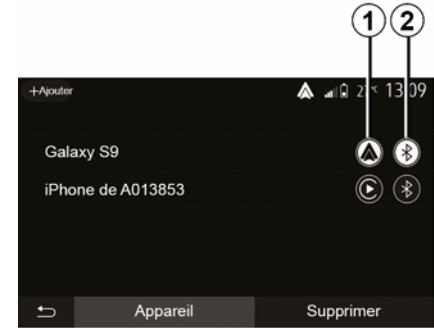 1 2
+Ajouter
13 09
Galaxy S9
iPhone de A013853
Appareil Supprimer